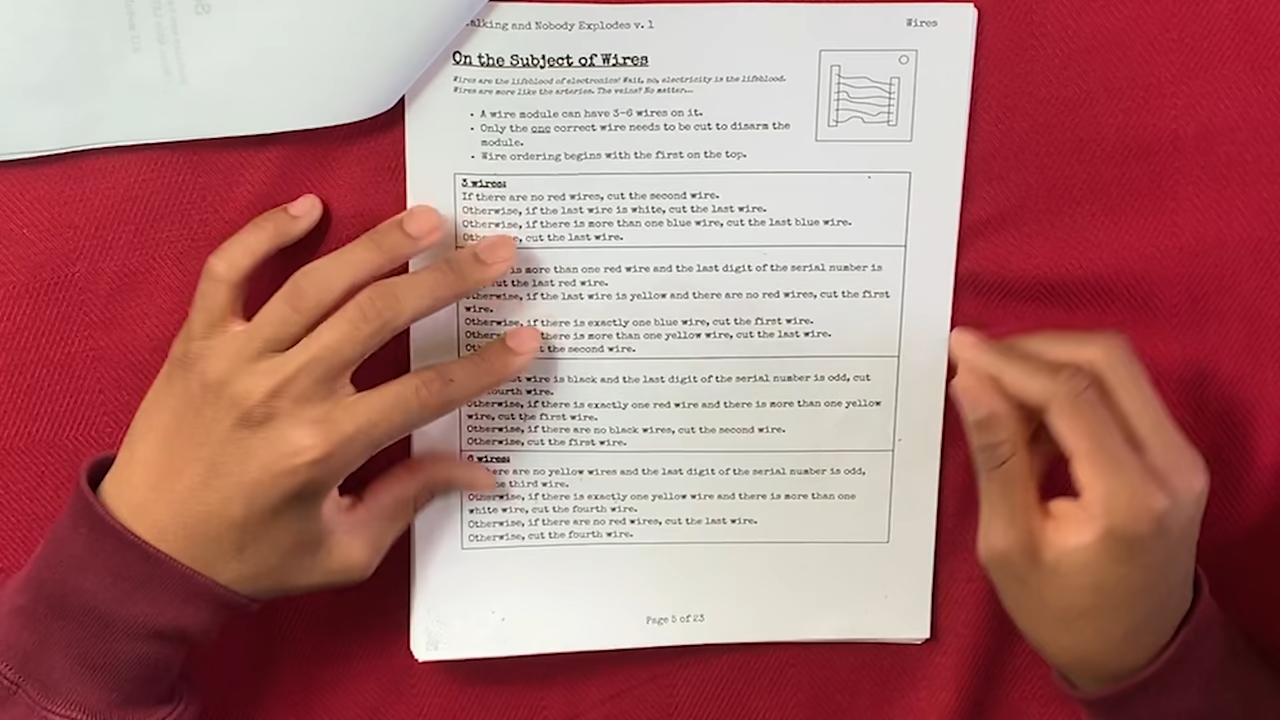 alking and Nobody Explodes v. 1
Wires
On the Subject of Wires
Wires are the lifeblood of electronics! Wait, no, electricity is the lifeblood.
Wires are more like the arteries. The veins? No matter...
• A wire module can have 3-6 wires on it.
• Only the one correct wire needs to be cut to disarm the
module.
• Wire ordering begins with the first on the top.
3 wires:
If there are no red wires, cut the second wire.
Otherwise, if the last wire is white, cut the last wire.
Otherwise, if there is more than one blue wire, cut the last blue wire.
cut the last wire.
is more than one red wire and the last digit of the serial number is
cut the last red wire.
Otherwise, if the last wire is yellow and there are no red wires, cut the first
wire.
Otherwise, if there is exactly one blue wire, cut the first wire.
there is more than one yellow wire, cut the last wire.
the second wire.
wire is black and the last digit of the serial number is odd, cut
fourth wire.
Otherwise, if there is exactly one red wire and there is more than one yellow
wire, cut the first wire.
Otherwise, if there are no black wires, cut the second wire.
Otherwise, cut the first wire.
6 wires:
there are no yellow wires and the last digit of the serial number is odd,
third wire.
Otherwise, if there is exactly one yellow wire and there is more than one
white wire, cut the fourth wire.
Otherwise, if there are no red wires, cut the last wire.
Otherwise, cut the fourth wire.
Page 5 of 23